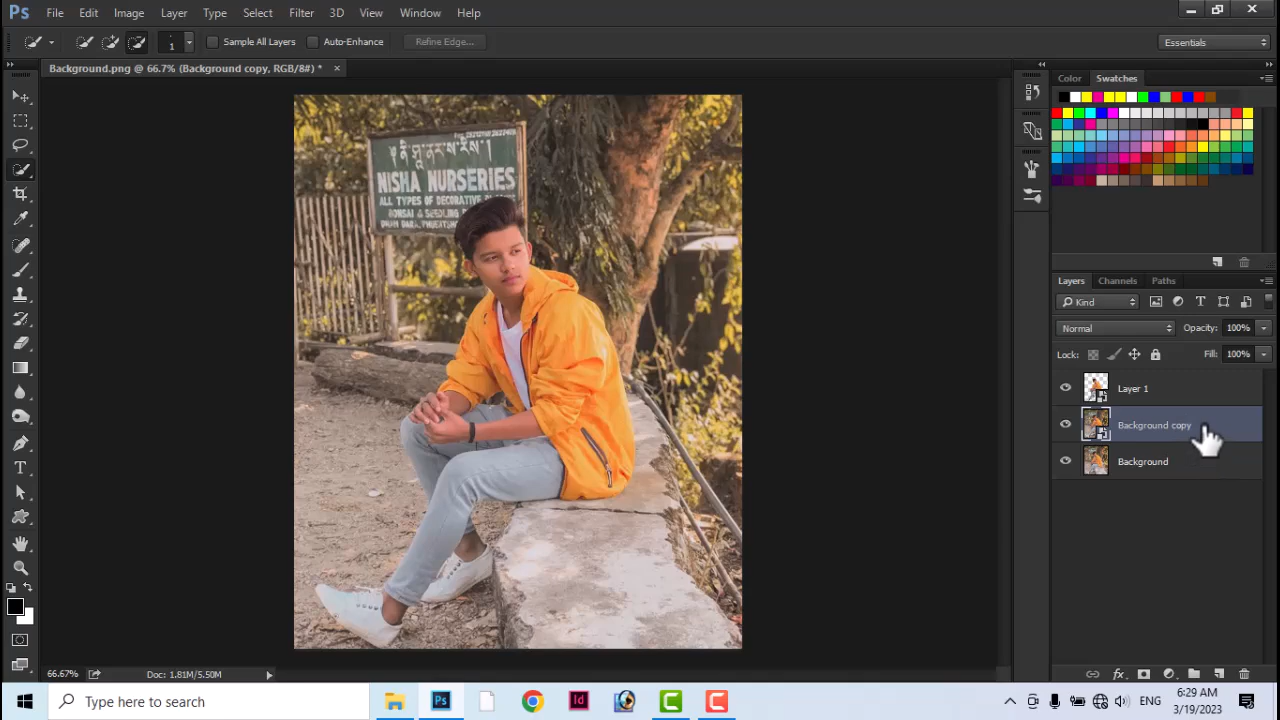 Ps File Edit Image Layer Type Select Filter 3D View Window Help
1 Sample All Layers Auto-Enhance Refine Edge... Essentials
Background.png @ 66.7% (Background copy, RGB/8#) * ×
Color Swatches
NISHA NURSERIES
ALL TYPES OF DECORATIVE
BONSAI & SEEDLING
Layers Channels Paths
Kind
Normal Opacity: 100%
Lock: Fill: 100%
Layer 1
Background copy
Background
66.67% Doc: 1.81M/5.50M
Type here to search
ENG
6:29 AM
3/19/2023